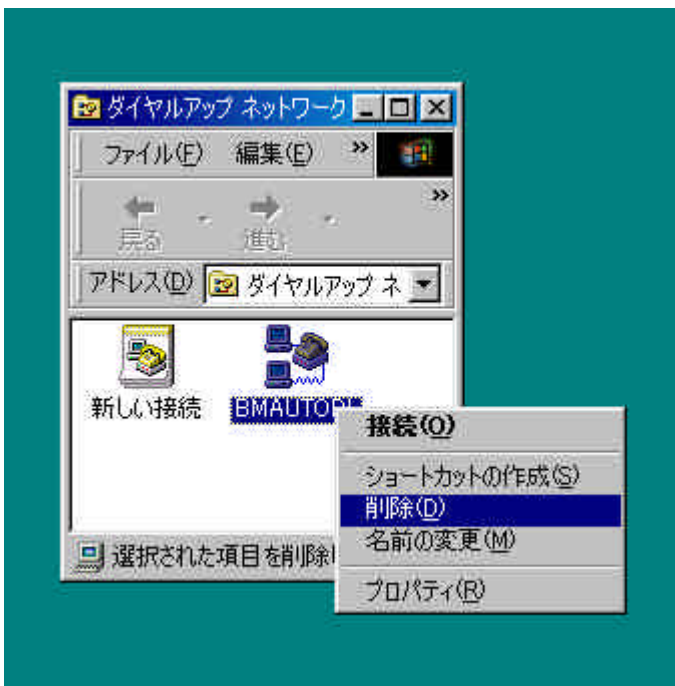 ダイヤルアップ ネットワーク
ファイル(F) 編集(E) »
»
戻る 進む
アドレス(D) ダイヤルアップ ネ
新しい接続
接続(O)
ショートカットの作成(S)
削除(D)
名前の変更(M)
プロパティ(R)
選択された項目を削除